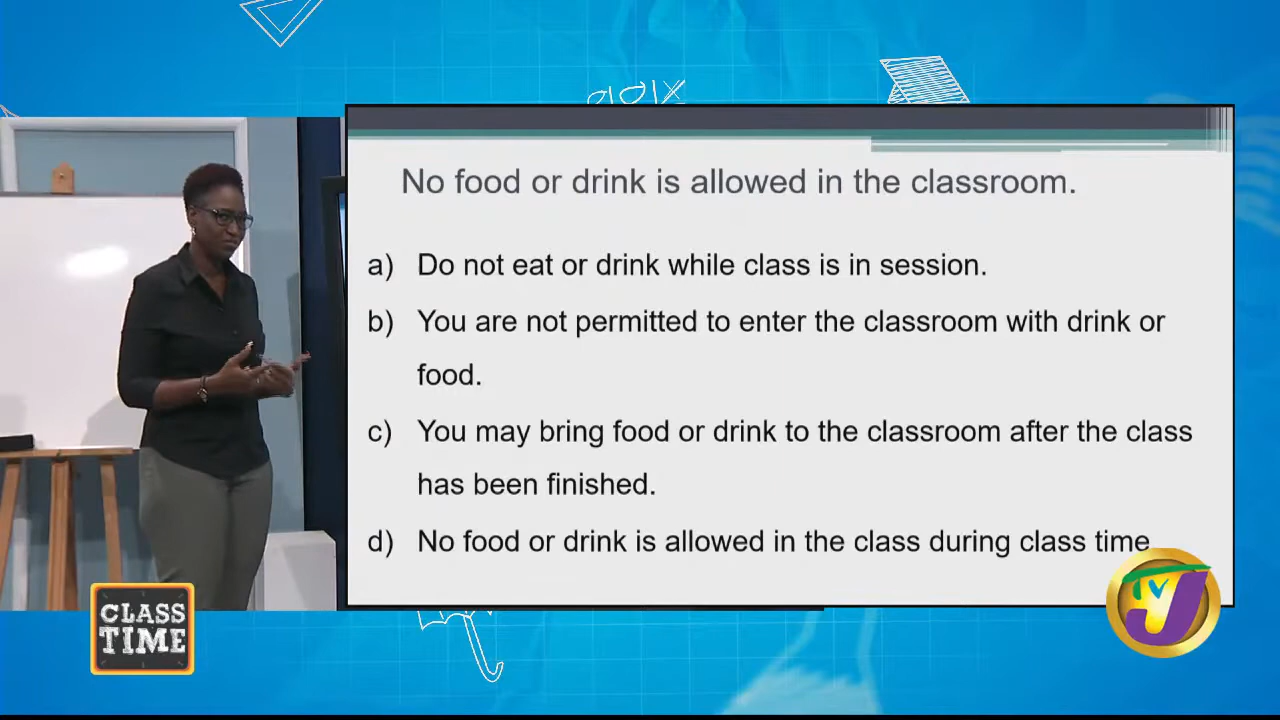 No food or drink is allowed in the classroom.
a) Do not eat or drink while class is in session.
b) You are not permitted to enter the classroom with drink or
food.
c) You may bring food or drink to the classroom after the class
has been finished.
d) No food or drink is allowed in the class during class time
CLASS
TIME
TVJ